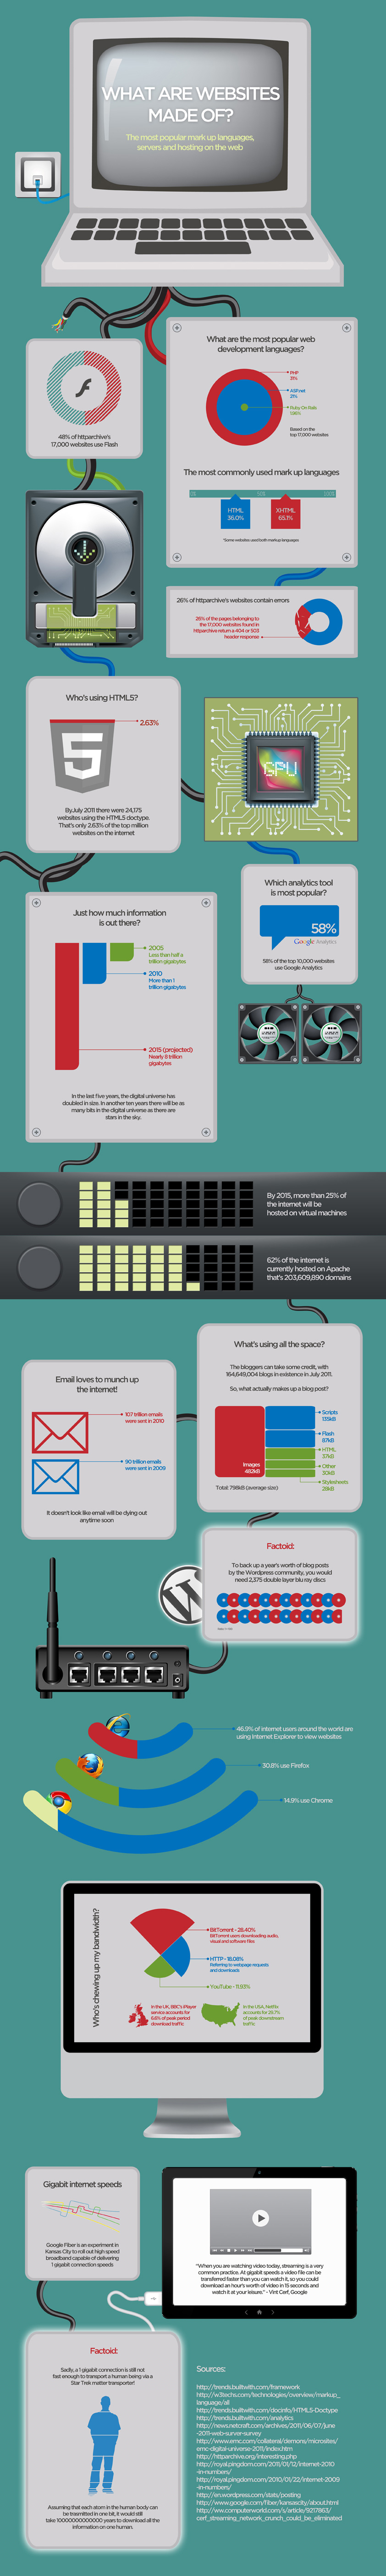 WHAT ARE WEBSITES
MADE OF?
The most popular mark up languages,
servers and hosting on the web
48% of httparchive's
17,000 websites use Flash
What are the most popular web
development languages?
PHP
31%
ASP.net
21%
Ruby On Rails
Based on the
top 17,000 websites
The most commonly used mark up languages
HTML
36.0%
XHTML
65.1%
*Some websites used both markup languages
26% of httparchive's websites contain errors
26% of the pages belonging to
the 17,000 websites found in
httparchive return a 404 or 503
header response
Who's using HTML5?
2.63%
By July 2011 there were 24,175
websites using the HTML5 doctype.
That's only 2.63% of the top million
websites on the internet
CPU
Which analytics tool
is most popular?
58%
Google Analytics
58% of the top 10,000 websites
use Google Analytics
Just how much information
is out there?
2005
Less than half a
trillion gigabytes
2010
More than 1
trillion gigabytes
2015 (projected)
Nearly 8 trillion
gigabytes
In the last five years, the digital universe has
doubled in size. In another ten years there will be as
many bits in the digital universe as there are
stars in the sky.
By 2015, more than 25% of
the internet will be
hosted on virtual machines
62% of the internet is
currently hosted on Apache
that's 203,609,890 domains
What's using all the space?
The bloggers can take some credit, with
164,649,004 blogs in existence in July 2011.
So, what actually makes up a blog post?
Scripts
135kB
Flash
87kB
HTML
37kB
Other
30kB
Stylesheets
28kB
Images
482kB
Total: 798kB (average size)
Email loves to munch up
the internet!
107 trillion emails
were sent in 2010
90 trillion emails
were sent in 2009
It doesn't look like email will be dying out
anytime soon
Factoid:
To back up a year's worth of blog posts
by the Wordpress community, you would
need 2,375 double layer blu ray discs
46.9% of internet users around the world are
using Internet Explorer to view websites
30.8% use Firefox
14.9% use Chrome
Who's chewing up my bandwidth?
BitTorrent - 28.40%
BitTorrent users downloading audio,
visual and software files
HTTP - 18.08%
Referring to webpage requests
and downloads
YouTube - 11.93%
In the UK, BBC's iPlayer
service accounts for
6.6% of peak period
download traffic
In the USA, Netflix
accounts for 29.7%
of peak downstream
traffic
Gigabit internet speeds
Google Fiber is an experiment in
Kansas City to roll out high speed
broadband capable of delivering
1 gigabit connection speeds
"When you are watching video today, streaming is a very
common practice. At gigabit speeds a video file can be
transferred faster than you can watch it, so you could
download an hour's worth of video in 15 seconds and
watch it at your leisure." - Vint Cerf, Google
Factoid:
Sadly, a 1 gigabit connection is still not
fast enough to transport a human being via a
Star Trek matter transporter!
Assuming that each atom in the human body can
be trasmitted in one bit, it would still
take years to download all the
information on one human.
Sources:
http://trends.builtwith.com/framework
http://w3techs.com/technologies/overview/markup_
language/all
http://trends.builtwith.com/docinfo/HTML5-Doctype
http://trends.builtwith.com/analytics
http://news.netcraft.com/archives/2011/06/07/june
-2011-web-server-survey
http://www.emc.com/collateral/demos/microsites/
emc-digital-universe-2011/index.htm
http://httparchive.org/interesting.php
http://royal.pingdom.com/2011/01/12/internet-2010
-in-numbers/
http://royal.pingdom.com/2010/01/22/internet-2009
-in-numbers/
http://en.wordpress.com/stats/posting
http://www.google.com/fiber/kansascity/about.html
http://ww.computerworld.com/s/article/9217863/
cerf_streaming_network_crunch_could_be_eliminated